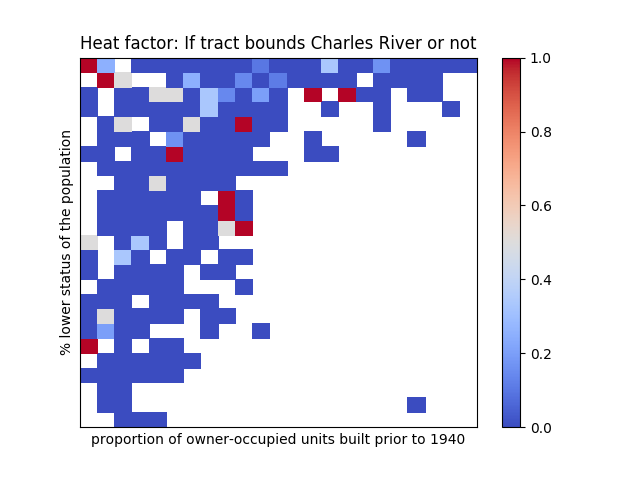 Heat factor: If tract bounds Charles River or not
% lower status of the population
proportion of owner-occupied units built prior to 1940
1.0
0.8
0.6
0.4
0.2
0.0